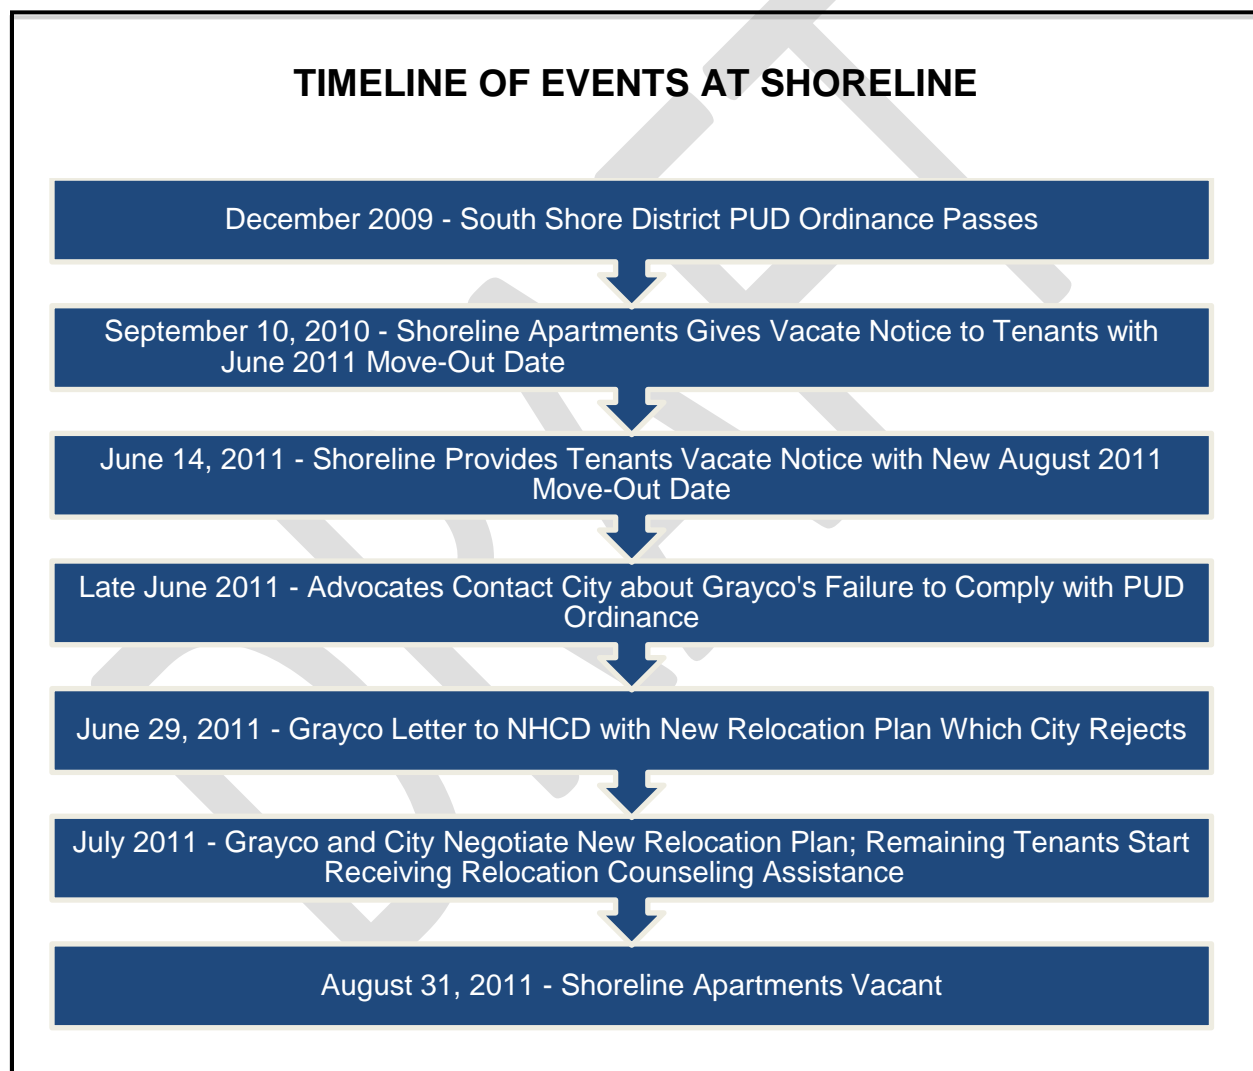 TIMELINE OF EVENTS AT SHORELINE
December 2009 - South Shore District PUD Ordinance Passes
September 10, 2010 - Shoreline Apartments Gives Vacate Notice to Tenants with
June 2011 Move-Out Date
June 14, 2011 - Shoreline Provides Tenants Vacate Notice with New August 2011
Move-Out Date
Late June 2011 - Advocates Contact City about Grayco's Failure to Comply with PUD
Ordinance
June 29, 2011 - Grayco Letter to NHCD with New Relocation Plan Which City Rejects
July 2011 - Grayco and City Negotiate New Relocation Plan; Remaining Tenants Start
Receiving Relocation Counseling Assistance
August 31, 2011 - Shoreline Apartments Vacant
DRAFT